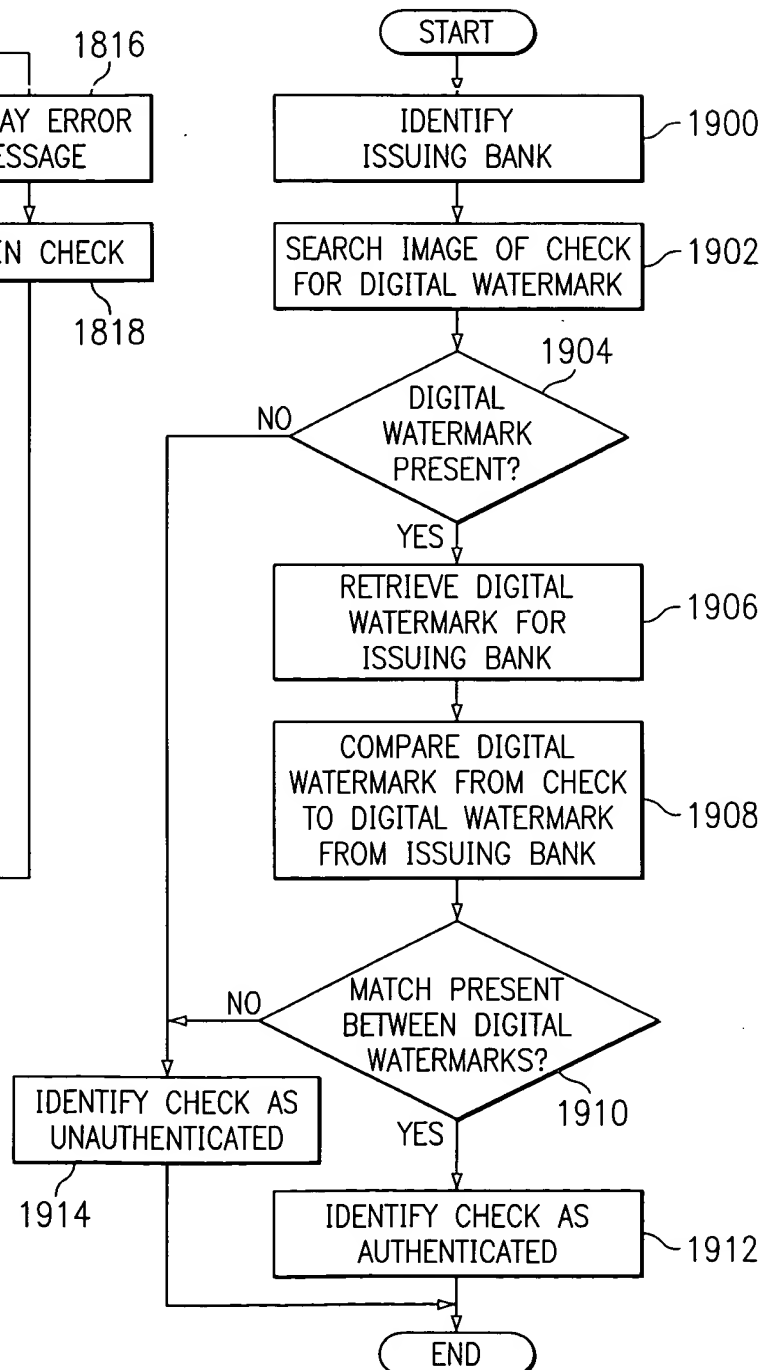 1816
AY ERROR
ESSAGE
N CHECK
1818
START
IDENTIFY
ISSUING BANK
1900
SEARCH IMAGE OF CHECK
FOR DIGITAL WATERMARK
1902
1904
DIGITAL
WATERMARK
PRESENT?
NO
YES
RETRIEVE DIGITAL
WATERMARK FOR
ISSUING BANK
1906
COMPARE DIGITAL
WATERMARK FROM CHECK
TO DIGITAL WATERMARK
FROM ISSUING BANK
1908
MATCH PRESENT
BETWEEN DIGITAL
WATERMARKS?
1910
NO
YES
IDENTIFY CHECK AS
UNAUTHENTICATED
1914
IDENTIFY CHECK AS
AUTHENTICATED
1912
END